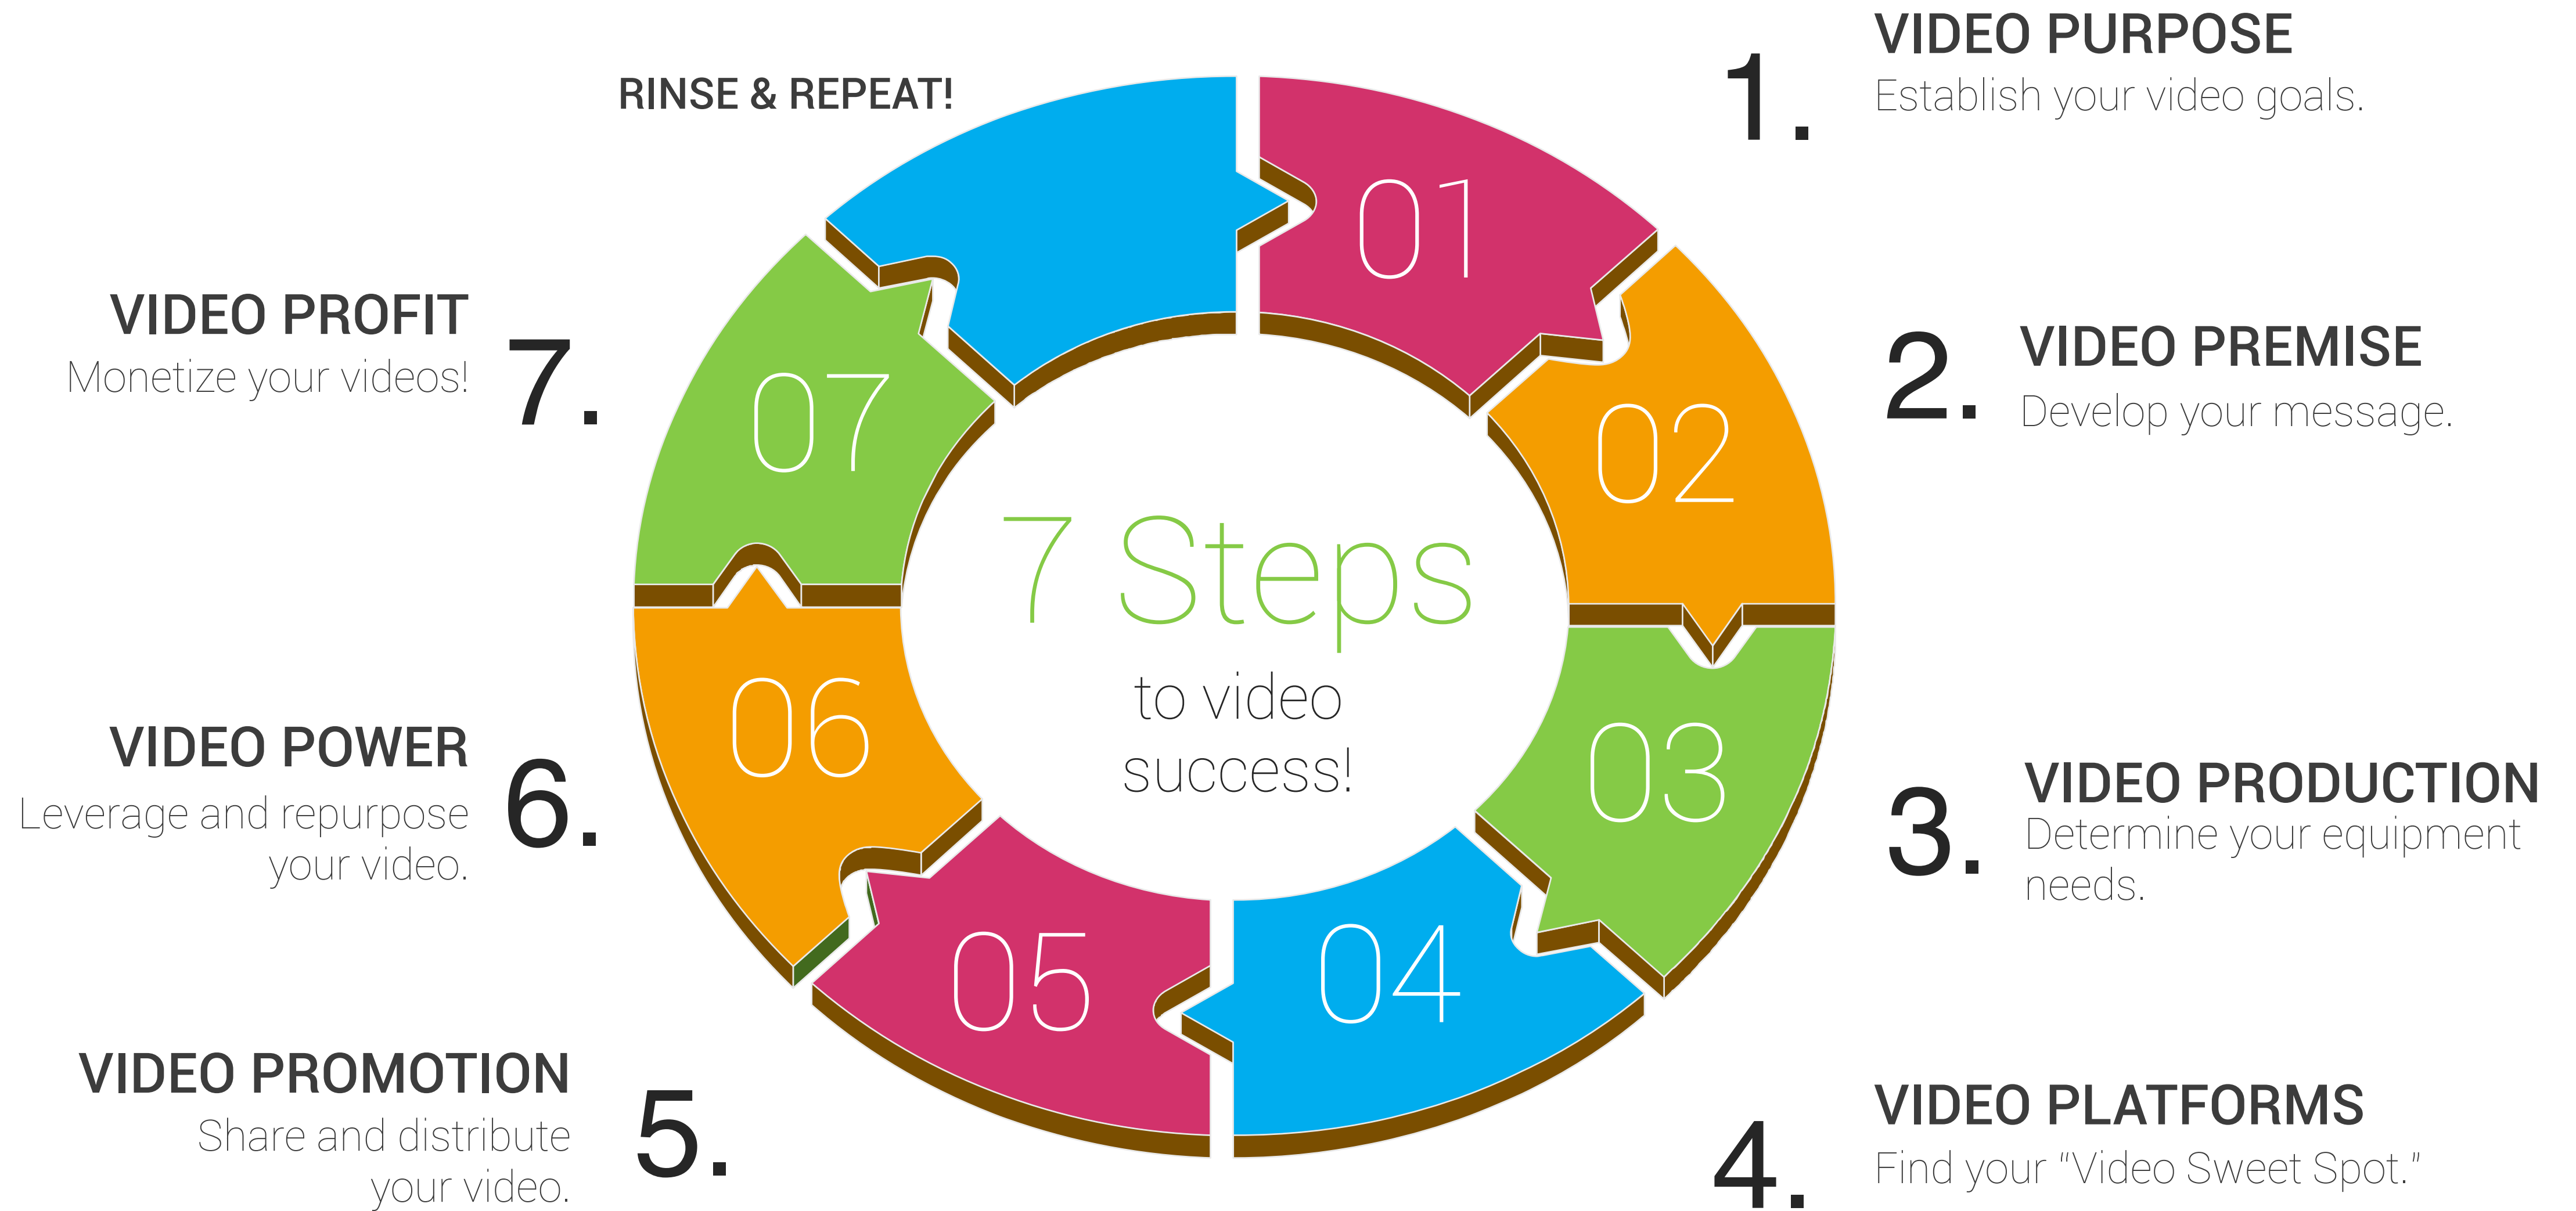 1.
VIDEO PURPOSE
Establish your video goals.
2.
VIDEO PREMISE
Develop your message.
3.
VIDEO PRODUCTION
Determine your equipment
needs.
4.
VIDEO PLATFORMS
Find your “Video Sweet Spot.”
5.
VIDEO PROMOTION
Share and distribute
your video.
6.
VIDEO POWER
Leverage and repurpose
your video.
7.
VIDEO PROFIT
Monetize your videos!
RINSE & REPEAT!
01
02
03
04
05
06
07
7 Steps
to video
success!